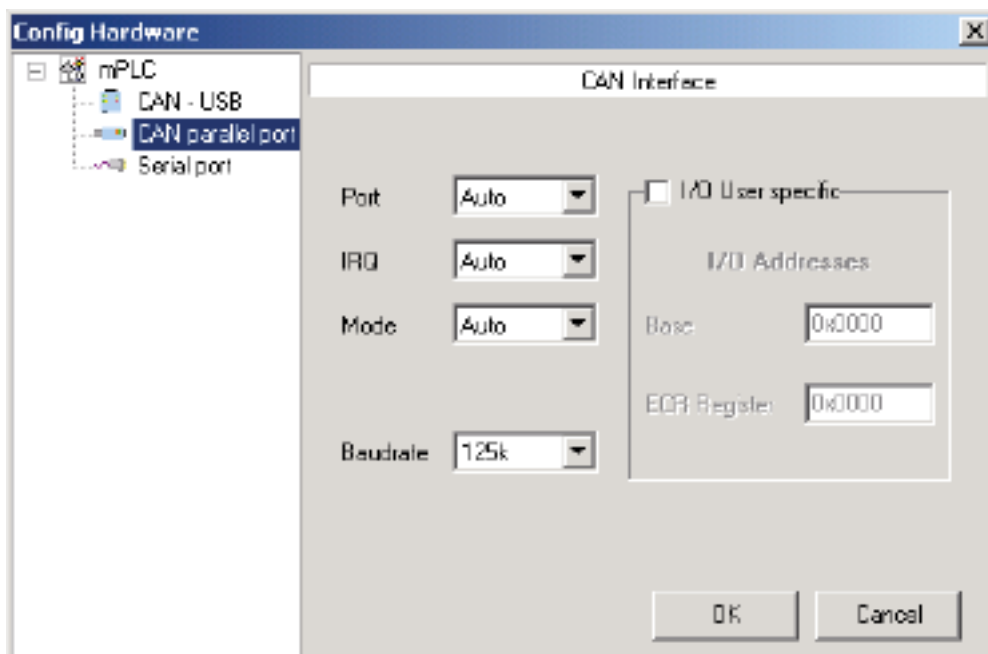 Config Hardware
mPLC
CAN - USB
CAN parallel port
Serial port
CAN Interface
Port Auto
IRQ Auto
Mode Auto
Baudrate 125k
I/O User specific
I/O Addresses
Base 0x0000
ECR Register 0x0000
OK Cancel